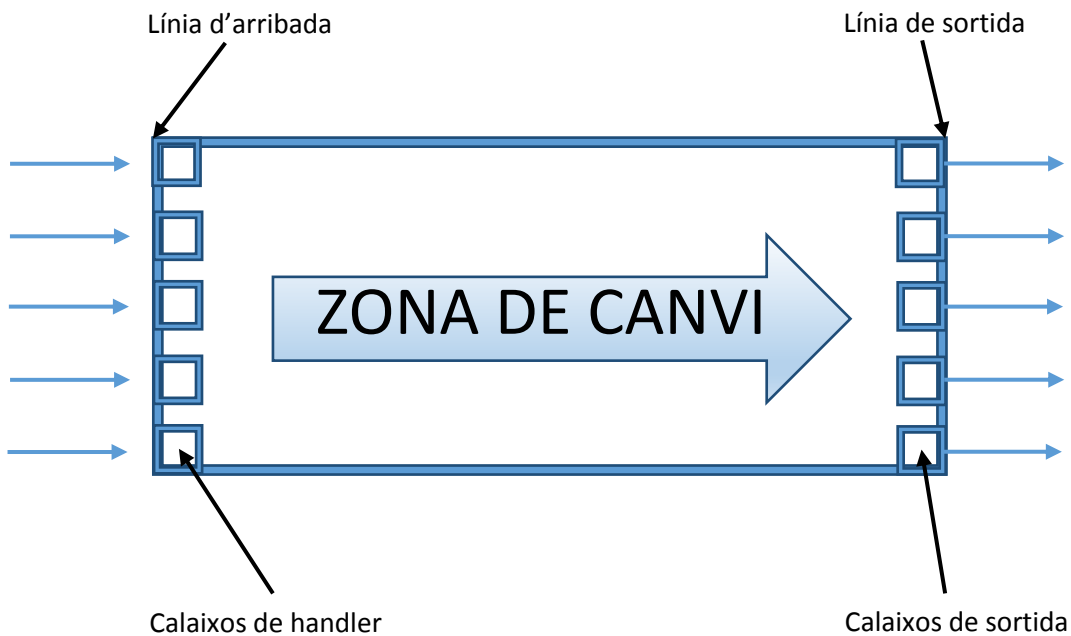 Línia d’arribada
Línia de sortida
ZONA DE CANVI
Calaixos de handler
Calaixos de sortida